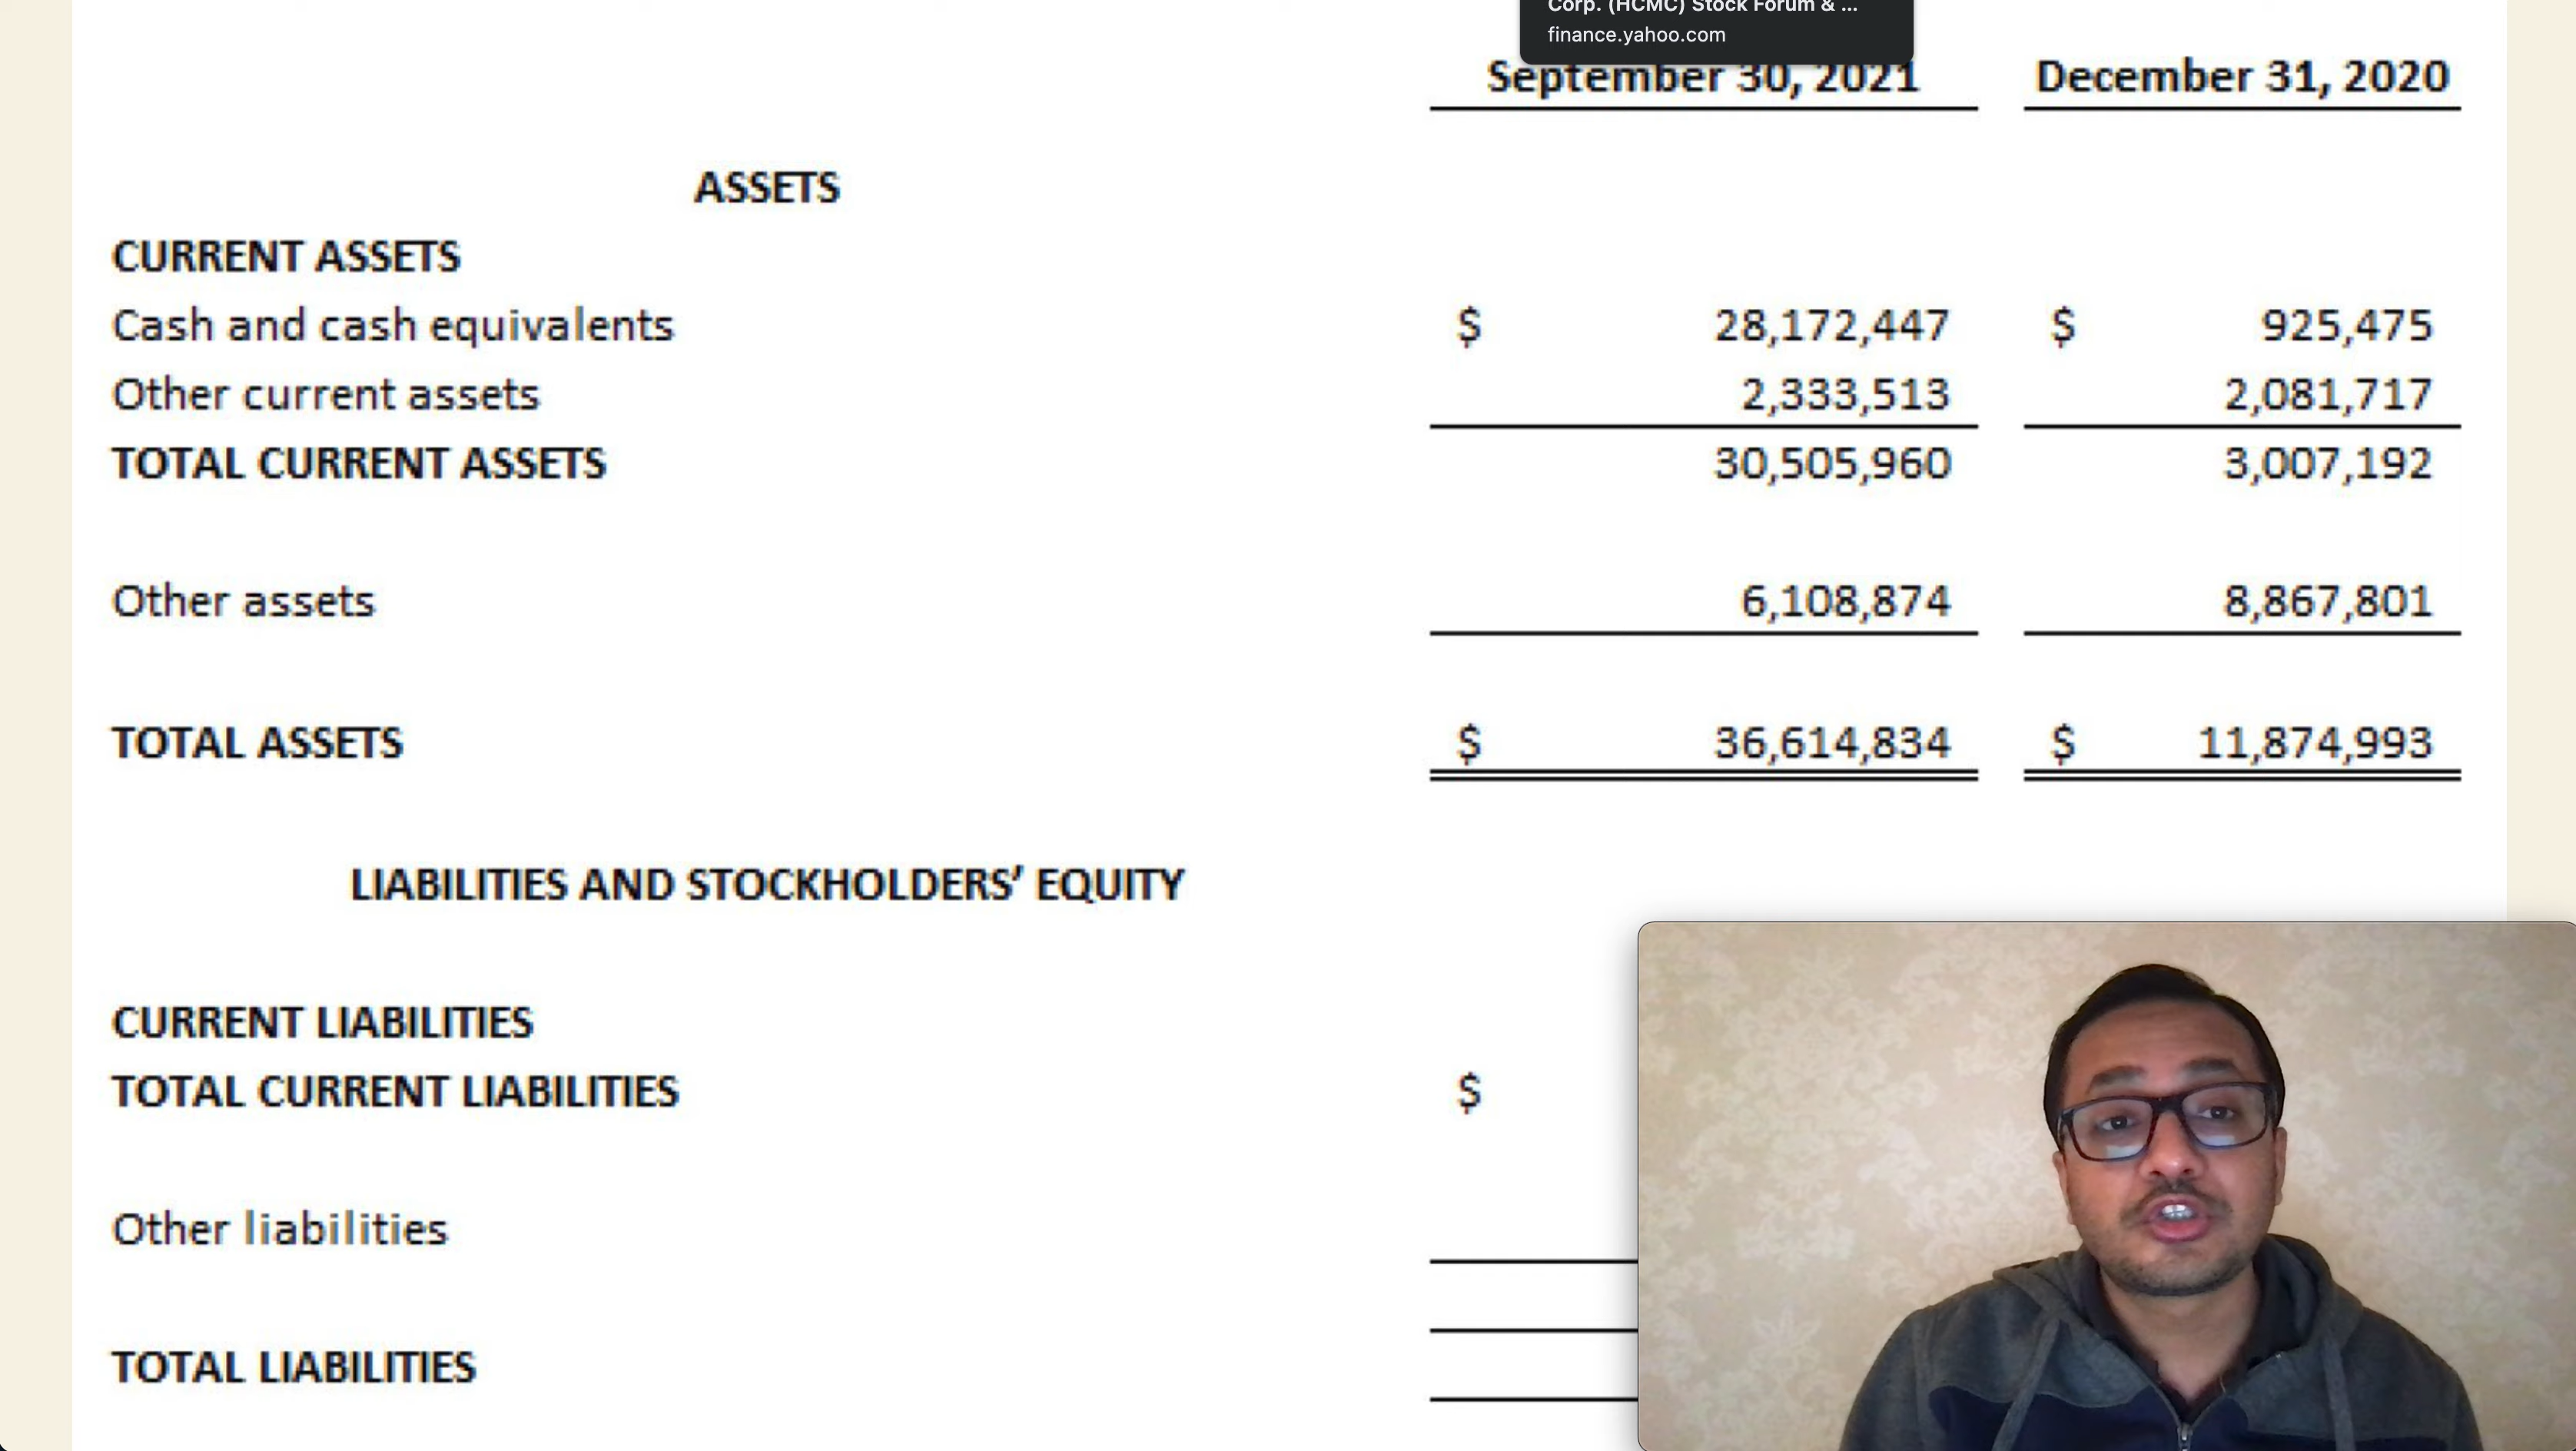 Corp. (HCMC) Stock Forum & ...
finance.yahoo.com
September 30, 2021 December 31, 2020
ASSETS
CURRENT ASSETS
Cash and cash equivalents $ 28,172,447 $ 925,475
Other current assets 2,333,513 2,081,717
TOTAL CURRENT ASSETS 30,505,960 3,007,192
Other assets 6,108,874 8,867,801
TOTAL ASSETS $ 36,614,834 $ 11,874,993
LIABILITIES AND STOCKHOLDERS’ EQUITY
CURRENT LIABILITIES
TOTAL CURRENT LIABILITIES $
Other liabilities
TOTAL LIABILITIES